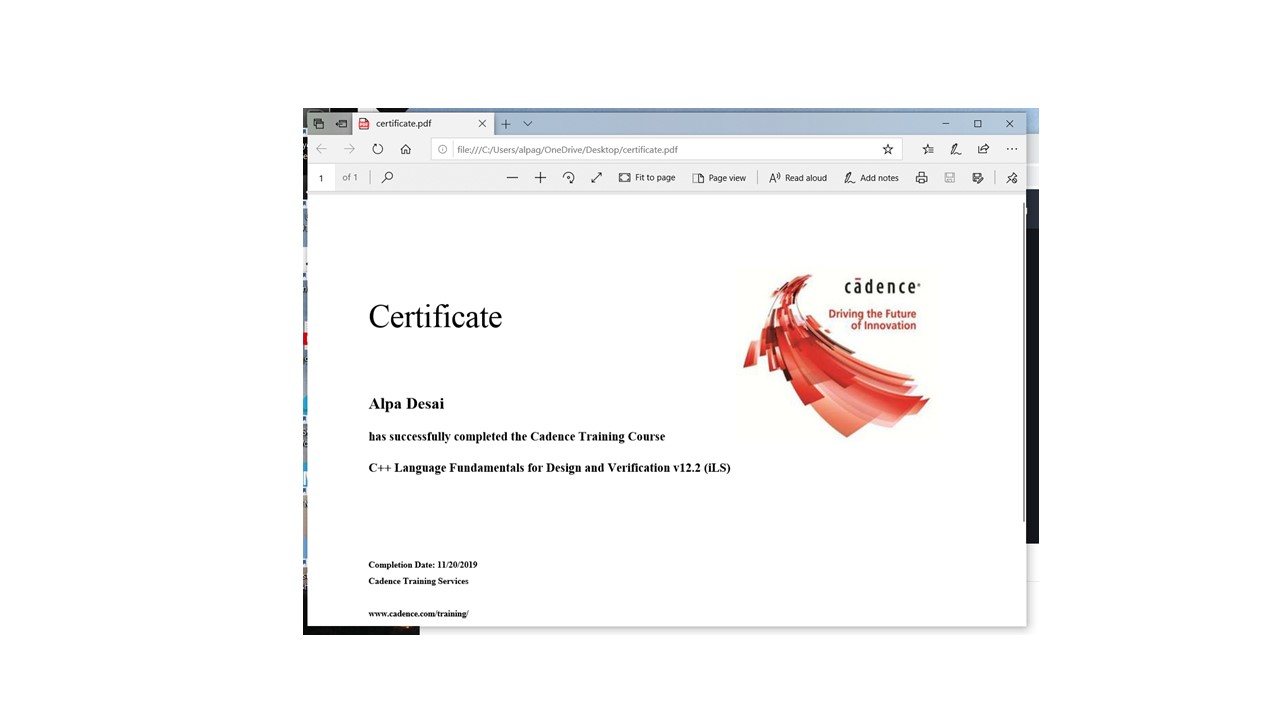 certificate.pdf
file:///C:/Users/alpag/OneDrive/Desktop/certificate.pdf
1 of 1 Fit to page Page view Read aloud Add notes
cādence®
Driving the Future
of Innovation
Certificate
Alpa Desai
has successfully completed the Cadence Training Course
C++ Language Fundamentals for Design and Verification v12.2 (iLS)
Completion Date: 11/20/2019
Cadence Training Services
www.cadence.com/training/